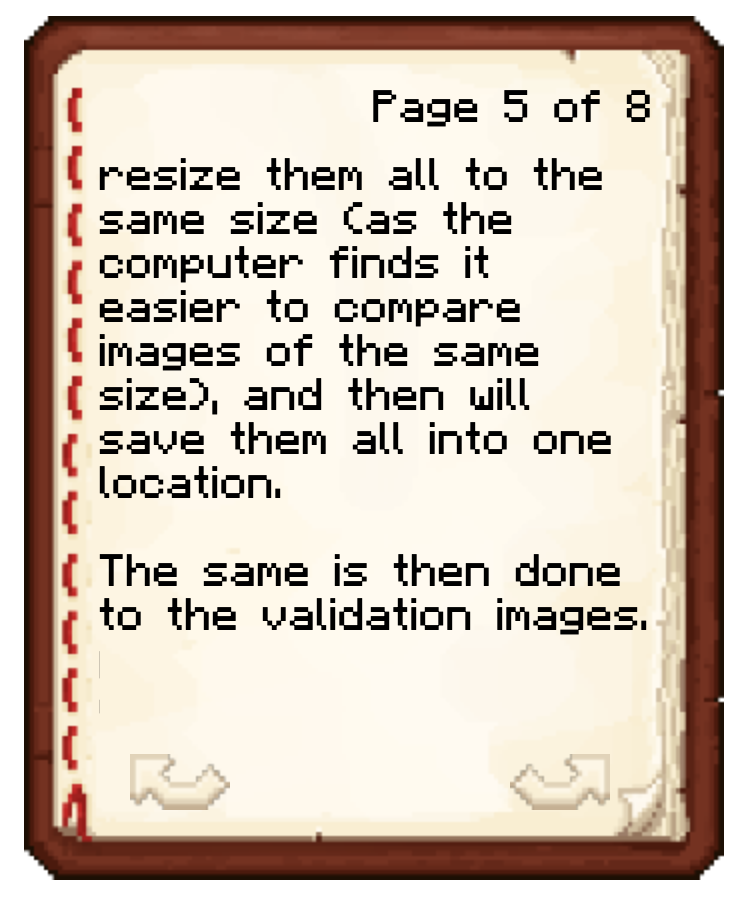 Page 5 of 8
resize them all to the
same size (as the
computer finds it
easier to compare
images of the same
size), and then will
save them all into one
location.
The same is then done
to the validation images.